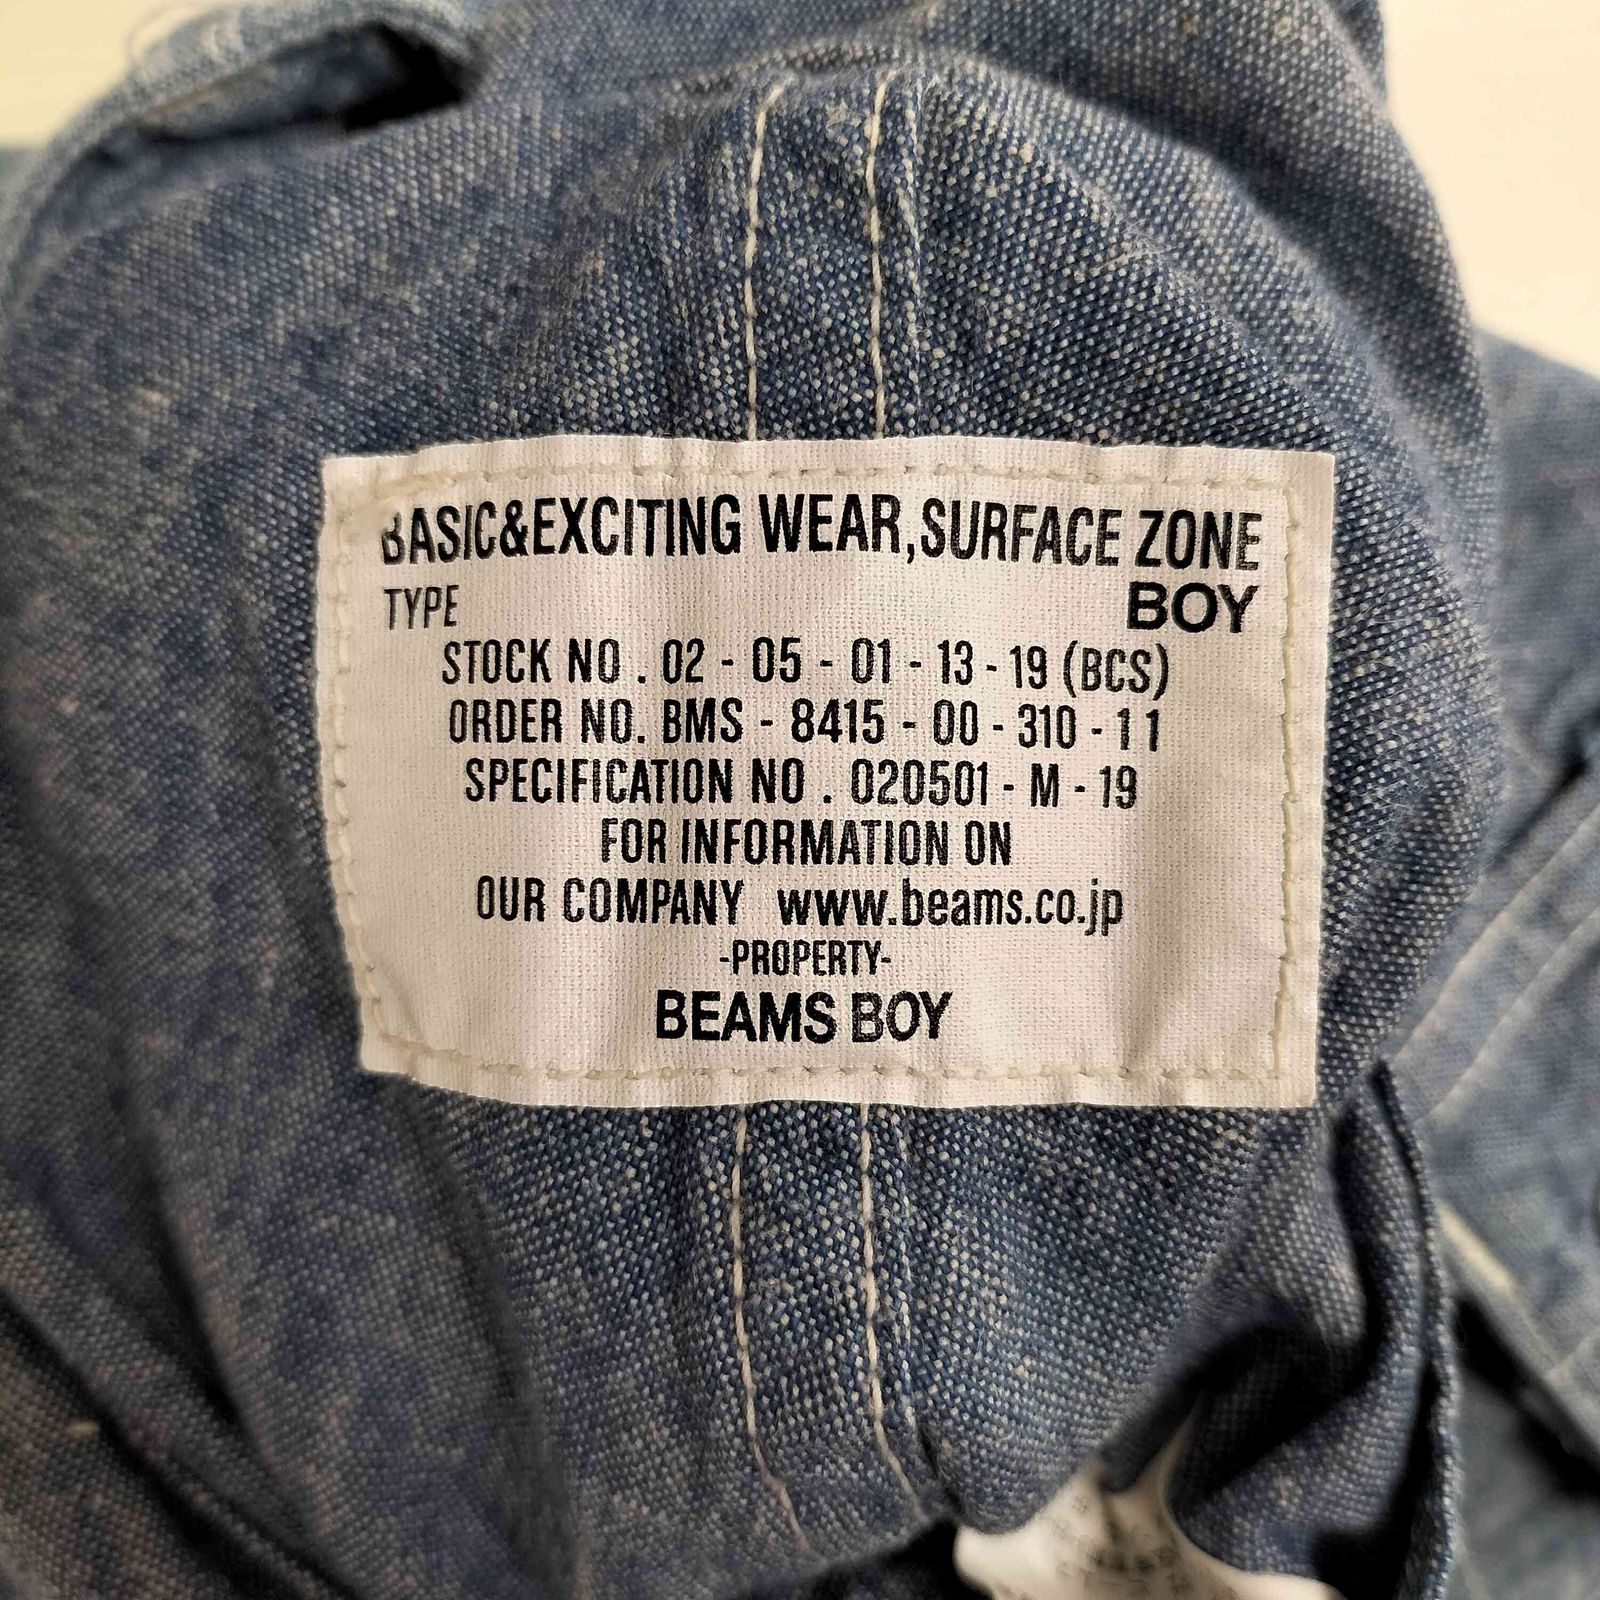 BASIC&EXCITING WEAR,SURFACE ZONE
TYPE BOY
STOCK NO . 02 - 05 - 01 - 13 - 19 (BCS)
ORDER NO. BMS - 8415 - 00 - 310 - 11
SPECIFICATION NO . 020501 - M - 19
FOR INFORMATION ON
OUR COMPANY www.beams.co.jp
-PROPERTY-
BEAMS BOY